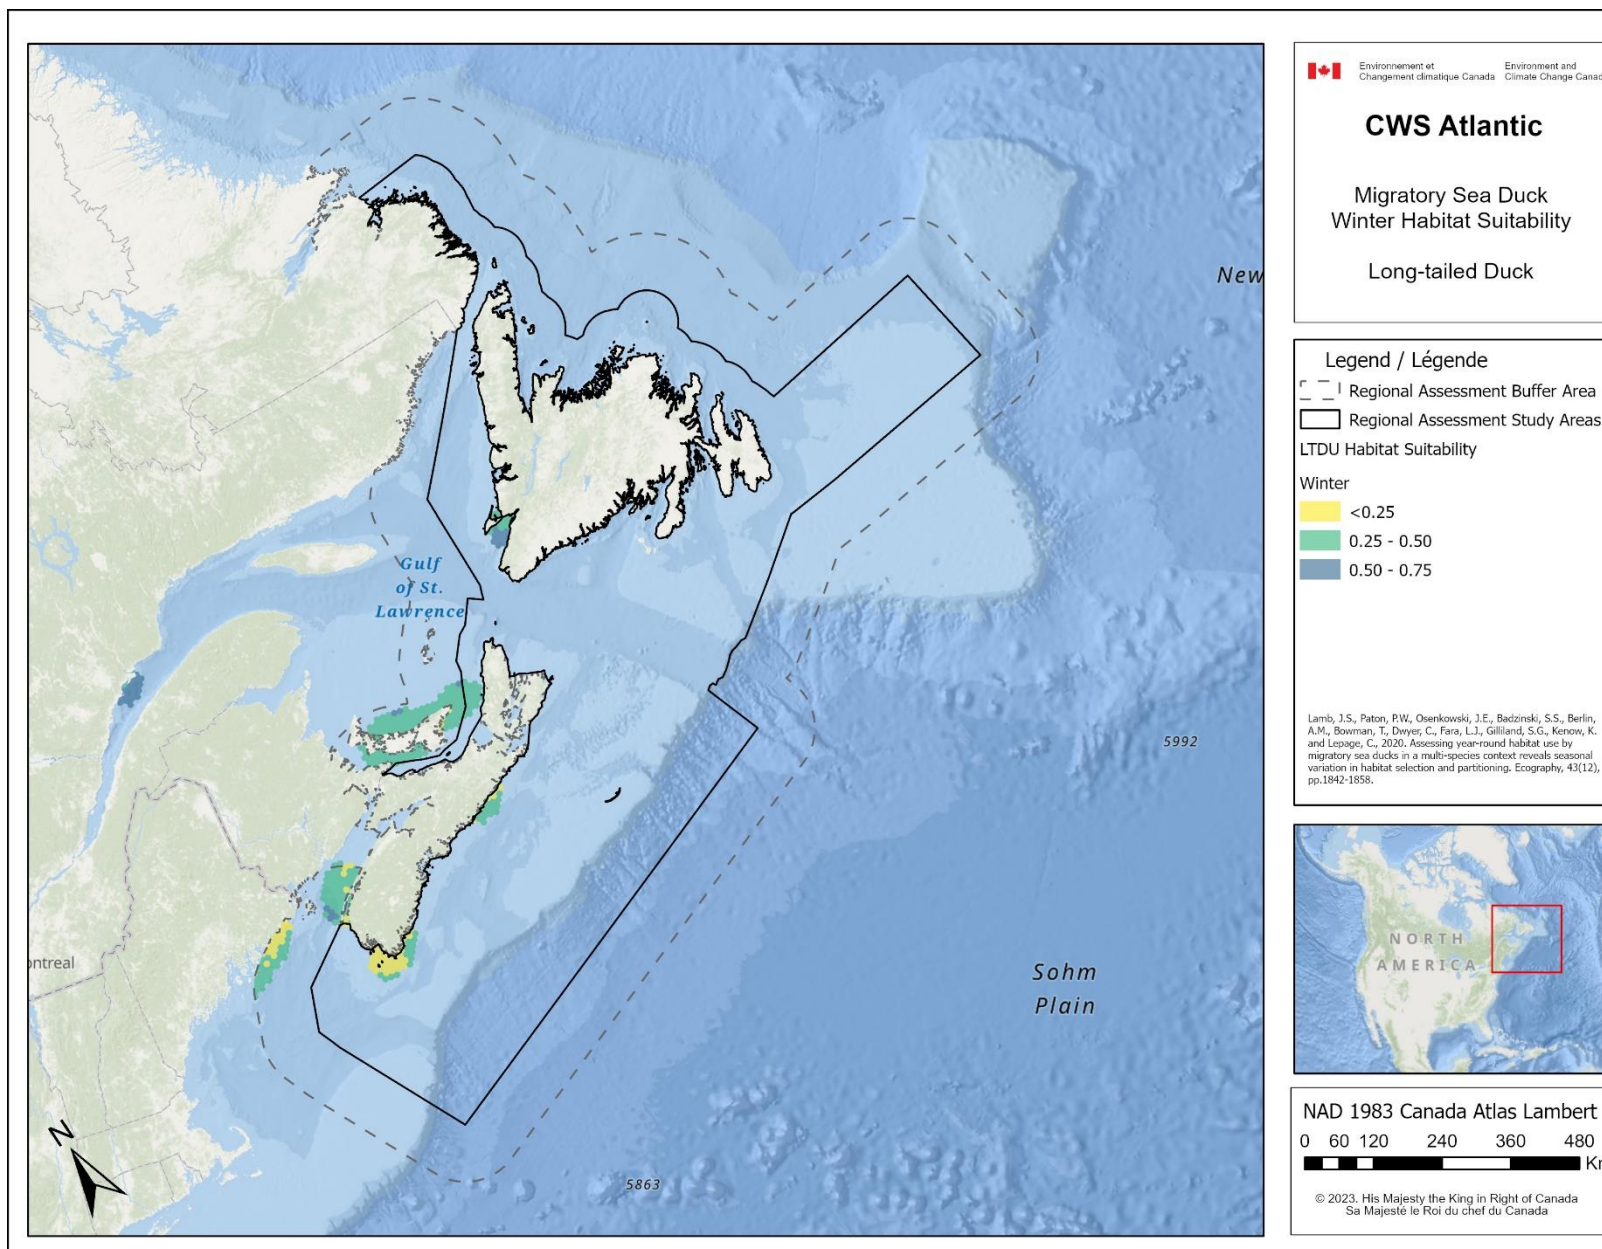 New
Gulf
of St.
Lawrence
5992
ontreal
Sohm
Plain
5863
N
Environnement et
Changement climatique Canada
Environment and
Climate Change Canad
CWS Atlantic
Migratory Sea Duck
Winter Habitat Suitability
Long-tailed Duck
Legend / Légende
Regional Assessment Buffer Area
Regional Assessment Study Areas
LTDU Habitat Suitability
Winter
<0.25
0.25 - 0.50
0.50 - 0.75
Lamb, J.S., Paton, P.W., Osenkowski, J.E., Badzinski, S.S., Berlin,
A.M., Bowman, T., Dwyer, C., Fara, L.J., Gilliland, S.G., Kenow, K.
and Lepage, C., 2020. Assessing year-round habitat use by
migratory sea ducks in a multi-species context reveals seasonal
variation in habitat selection and partitioning. Ecography, 43(12),
pp.1842-1858.
NORTH
AMERICA
NAD 1983 Canada Atlas Lambert
0 60 120 240 360 480
Km
© 2023. His Majesty the King in Right of Canada
Sa Majesté le Roi du chef du Canada